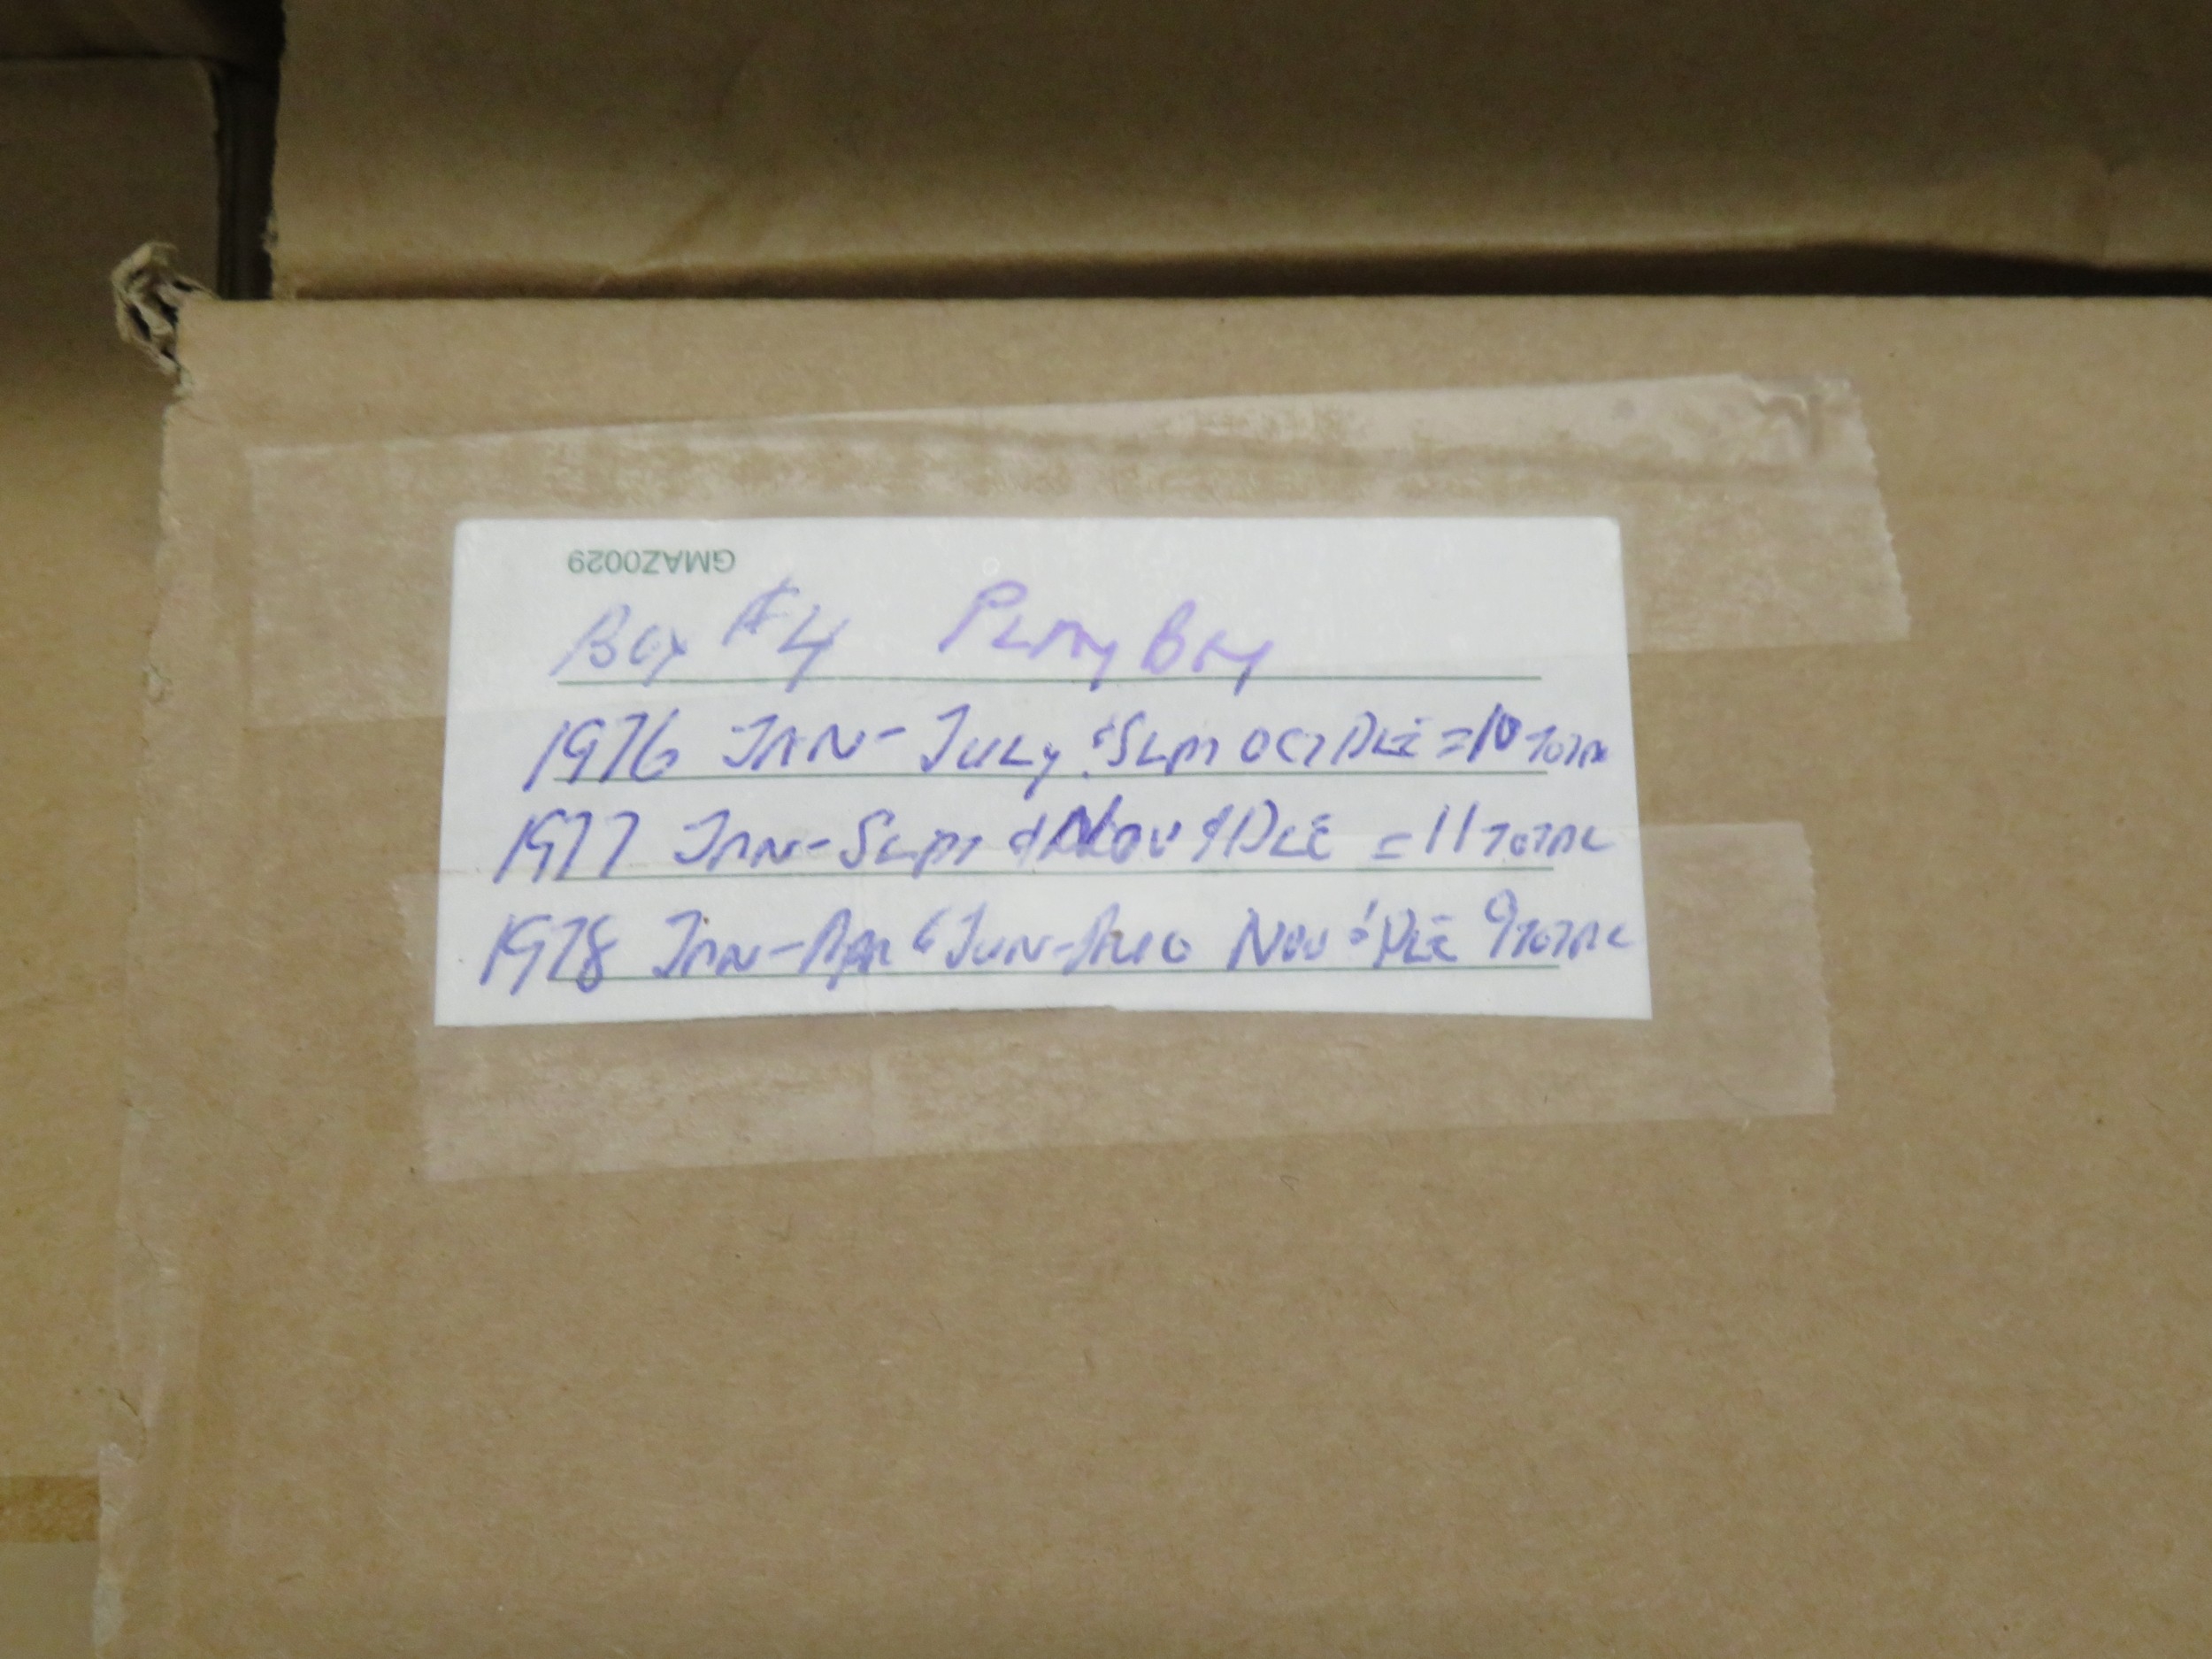 GMAZ0029
Box #4 PLAYBOY
1976 JAN - JULY & SEPT OCT DEC = 10 TOTAL
1977 JAN - SEPT & NOV & DEC = 11 TOTAL
1978 JAN - APR & JUN - AUG NOV & DEC 9 TOTAL